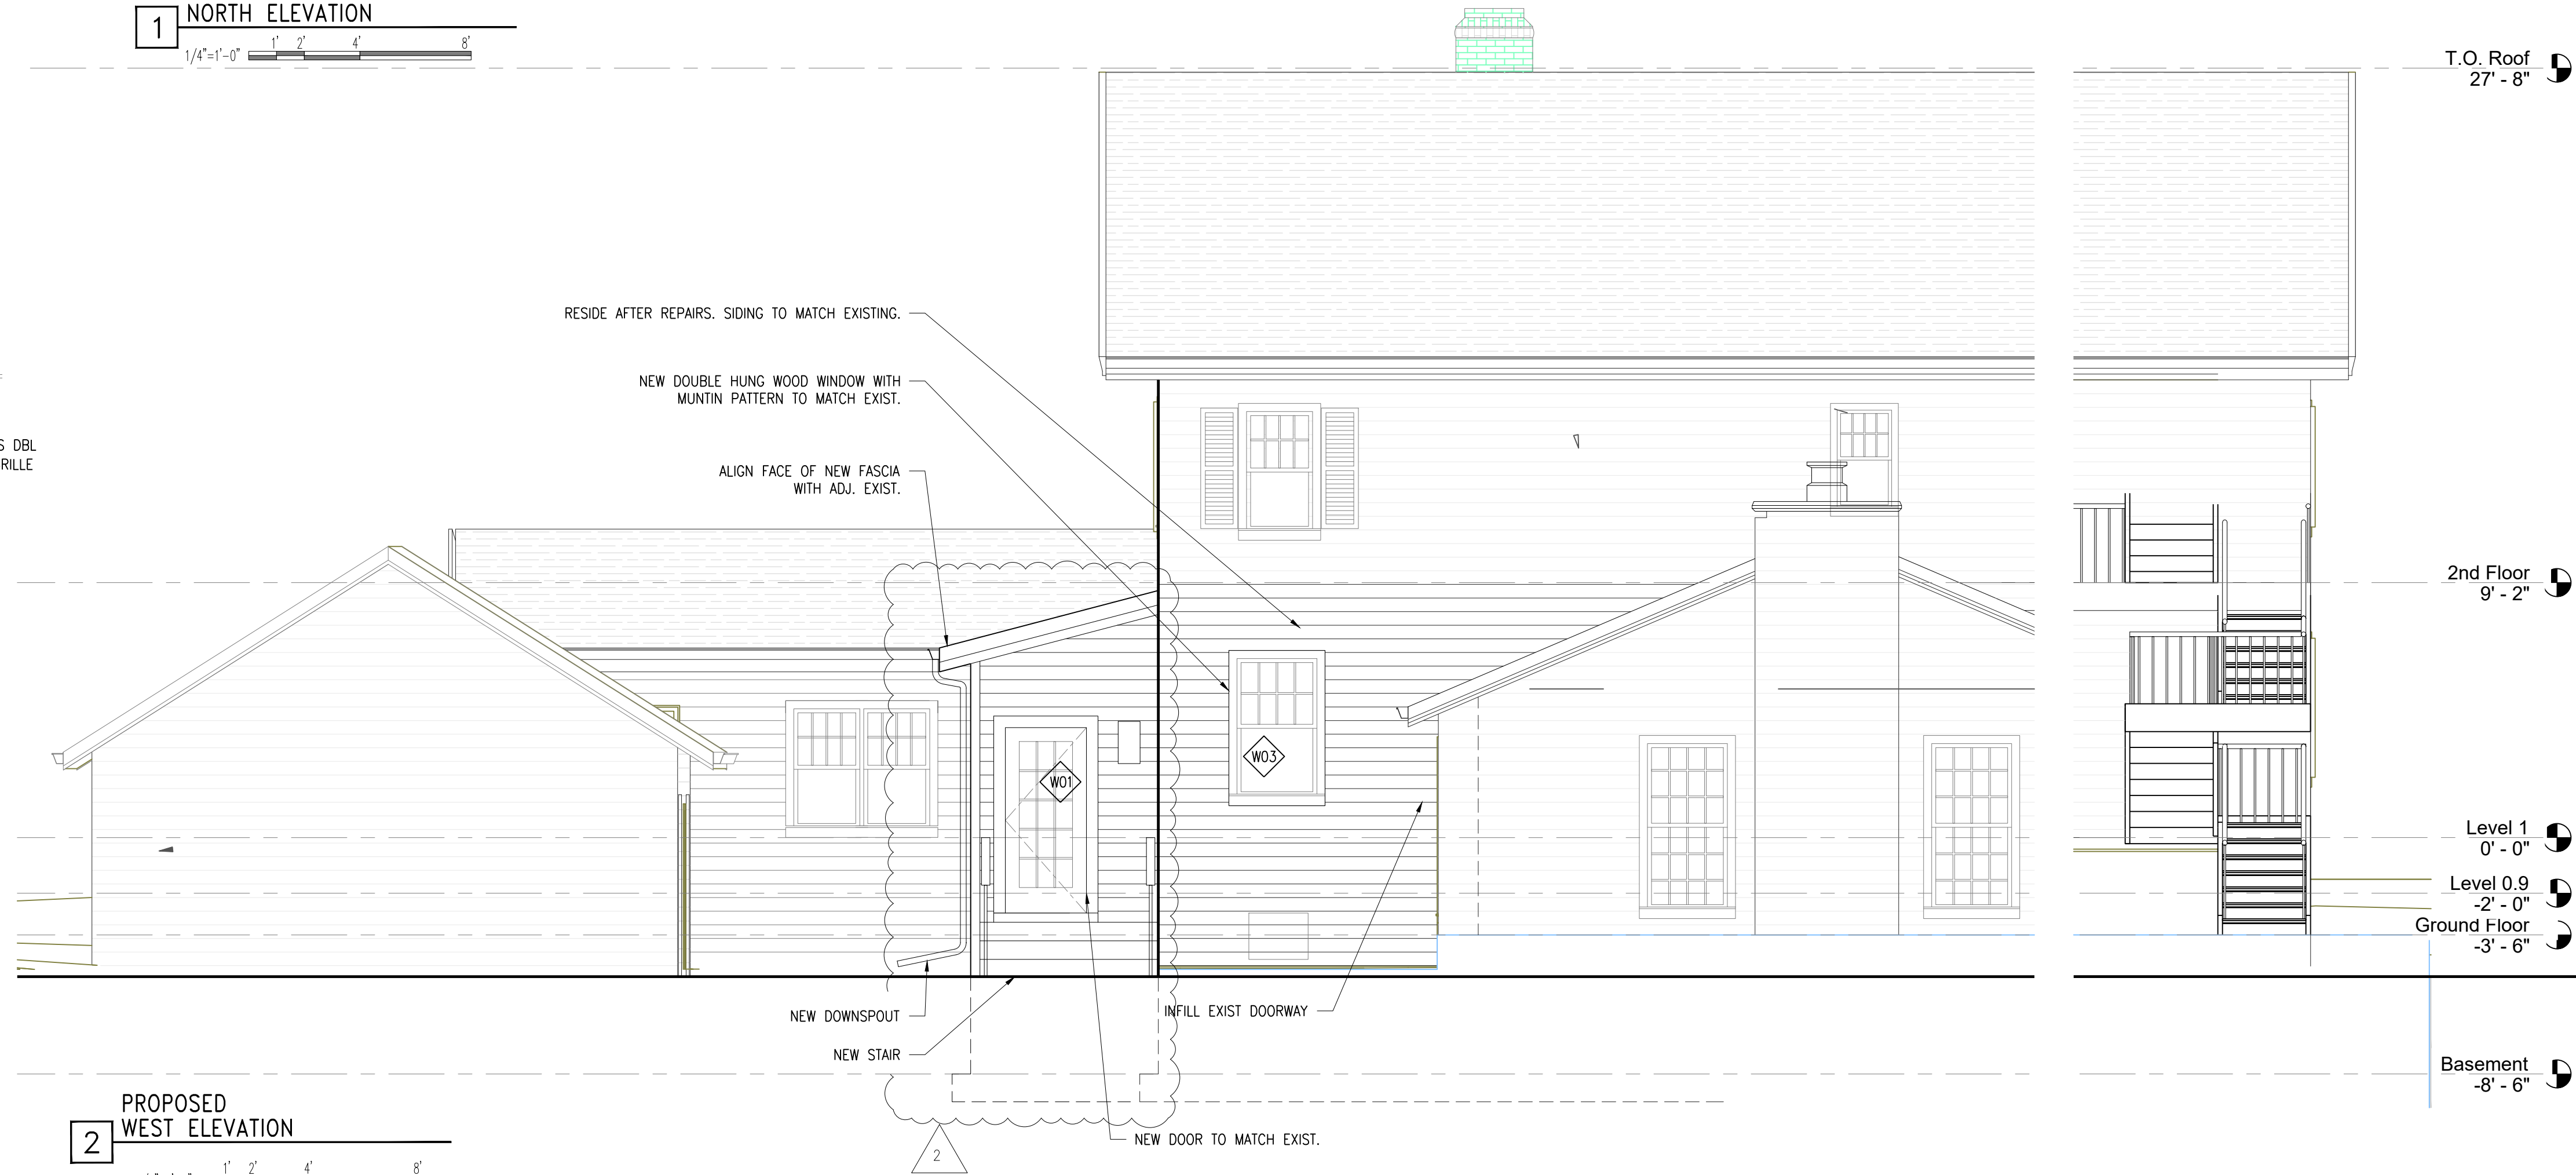 1
NORTH ELEVATION
1/4"=1'-0"
1'
2'
4'
8'
T.O. Roof
27' - 8"
RESIDE AFTER REPAIRS. SIDING TO MATCH EXISTING.
NEW DOUBLE HUNG WOOD WINDOW WITH
MUNTIN PATTERN TO MATCH EXIST.
DBL
ALIGN FACE OF NEW FASCIA
WITH ADJ. EXIST.
2nd Floor
9' - 2"
W01
W03
Level 1
0' - 0"
Level 0.9
-2' - 0"
Ground Floor
-3' - 6"
NEW DOWNSPOUT
INFILL EXIST DOORWAY
NEW STAIR
Basement
-8' - 6"
NEW DOOR TO MATCH EXIST.
2
2
PROPOSED
WEST ELEVATION
1'
2'
4'
8'